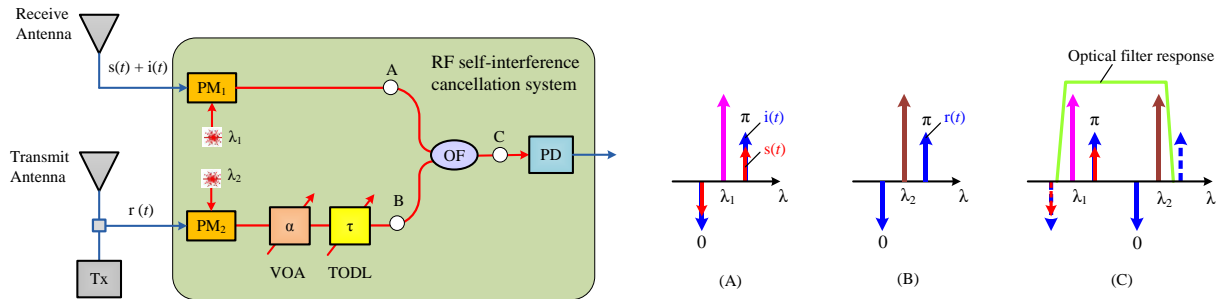 Receive
Antenna
s(t) + i(t)
PM1
λ1
A
RF self-interference
cancellation system
OF
C
PD
Transmit
Antenna
λ2
r (t)
PM2
α
τ
B
Tx
VOA
TODL
π
i(t)
s(t)
λ1
λ
0
(A)
π
r(t)
λ2
λ
0
(B)
Optical filter response
π
λ1
λ2
λ
0
(C)